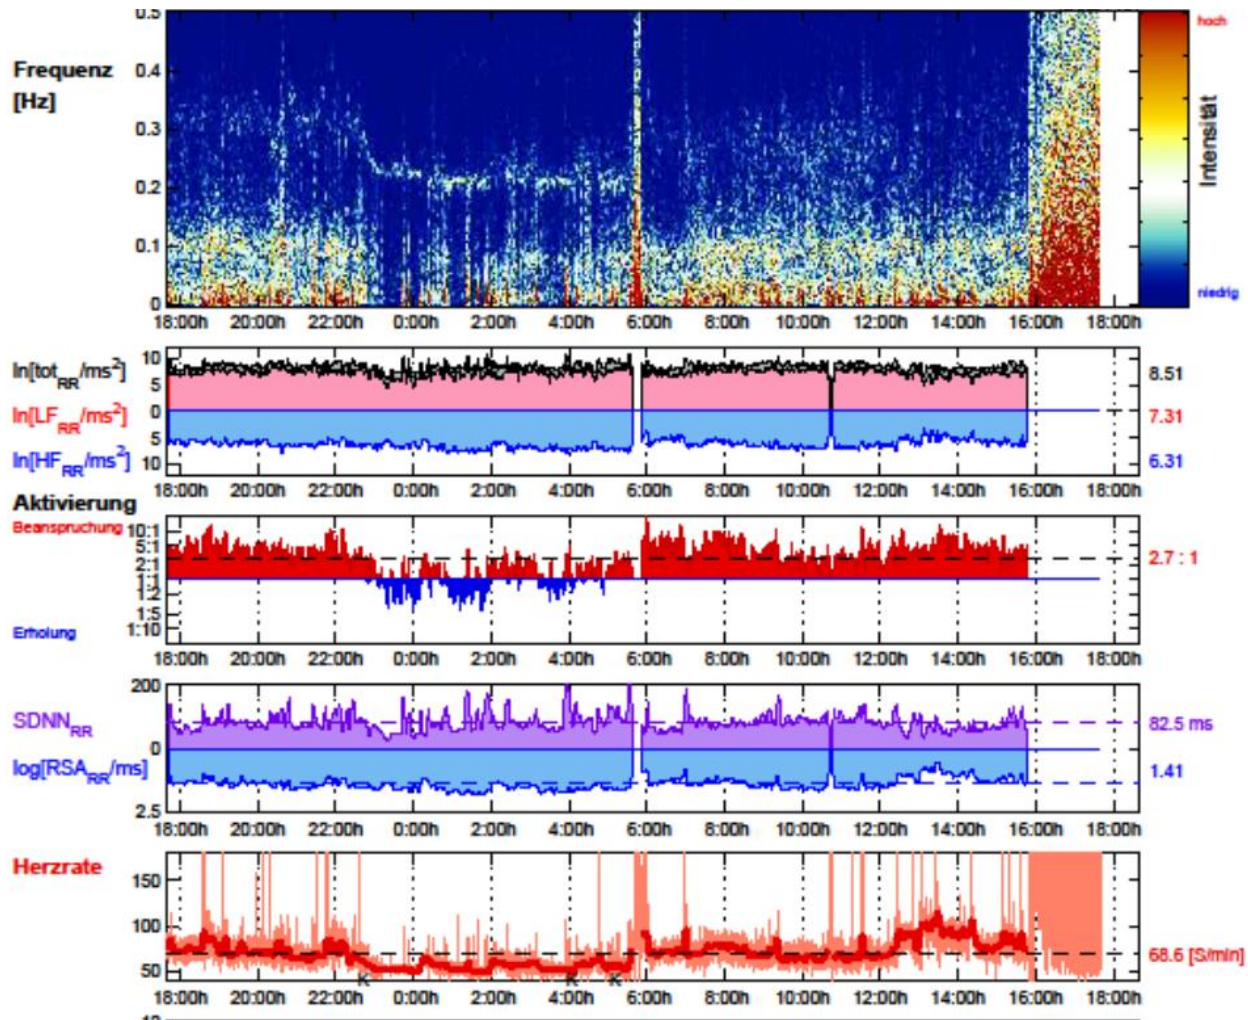 0.5
hoch
Frequenz
[Hz]
0.4
0.3
0.2
0.1
0
Intensität
niedrig
18:00h 20:00h 22:00h 0:00h 2:00h 4:00h 6:00h 8:00h 10:00h 12:00h 14:00h 16:00h 18:00h
ln[tot RR/ms²]
10
5
8.51
0
ln[LF RR/ms²]
7.31
5
ln[HF RR/ms²]
10
6.31
18:00h 20:00h 22:00h 0:00h 2:00h 4:00h 6:00h 8:00h 10:00h 12:00h 14:00h 16:00h 18:00h
Aktivierung
Beanspruchung
10:1
5:1
2:1
2.7 : 1
1:1
1:2
1:5
Erholung
1:10
18:00h 20:00h 22:00h 0:00h 2:00h 4:00h 6:00h 8:00h 10:00h 12:00h 14:00h 16:00h 18:00h
200
SDNN RR
82.5 ms
0
log[RSA RR/ms]
1.41
2.5
18:00h 20:00h 22:00h 0:00h 2:00h 4:00h 6:00h 8:00h 10:00h 12:00h 14:00h 16:00h 18:00h
Herzrate
150
100
68.6 [S/min]
50
K K K
18:00h 20:00h 22:00h 0:00h 2:00h 4:00h 6:00h 8:00h 10:00h 12:00h 14:00h 16:00h 18:00h